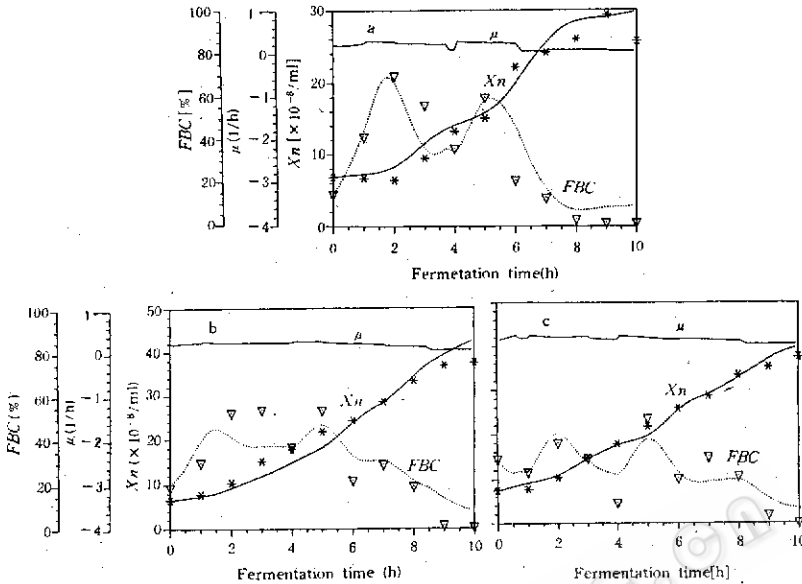 FBC [%]
100
80
60
40
20
0
μ(1/h)
1
0
−1
−2
−3
−4
Xn [×10⁻⁸/ml]
30
20
10
0
a
μ
Xn
FBC
0
2
4
6
8
10
Fermetation time(h)
FBC(%)
100
80
60
40
20
0
μ(1/h)
1
0
−1
−2
−3
−4
Xn(×10⁻⁸/ml)
50
40
30
20
10
0
b
μ
Xn
FBC
0
2
4
6
8
10
Fermentation time (h)
c
μ
Xn
FBC
0
2
4
6
8
10
Fermentation time[h]